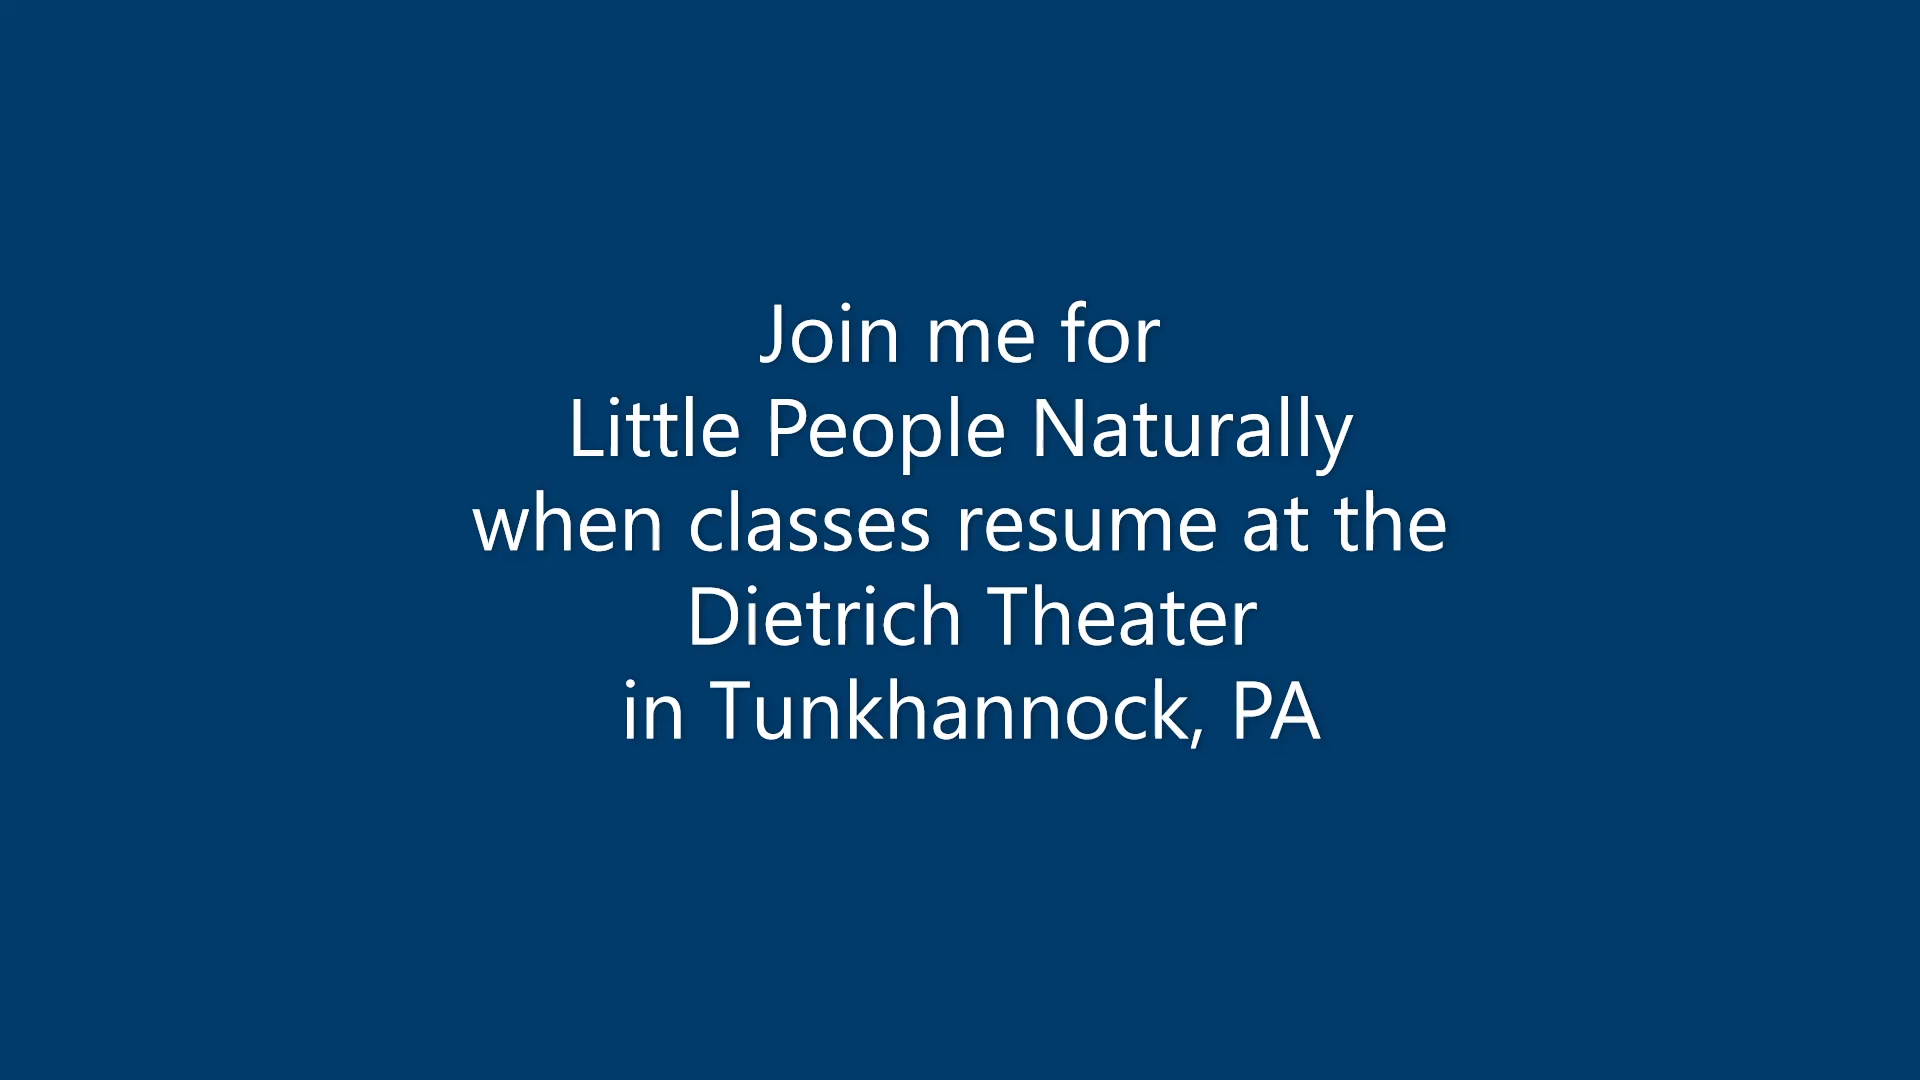 Join me for
Little People Naturally
when classes resume at the
Dietrich Theater
in Tunkhannock, PA